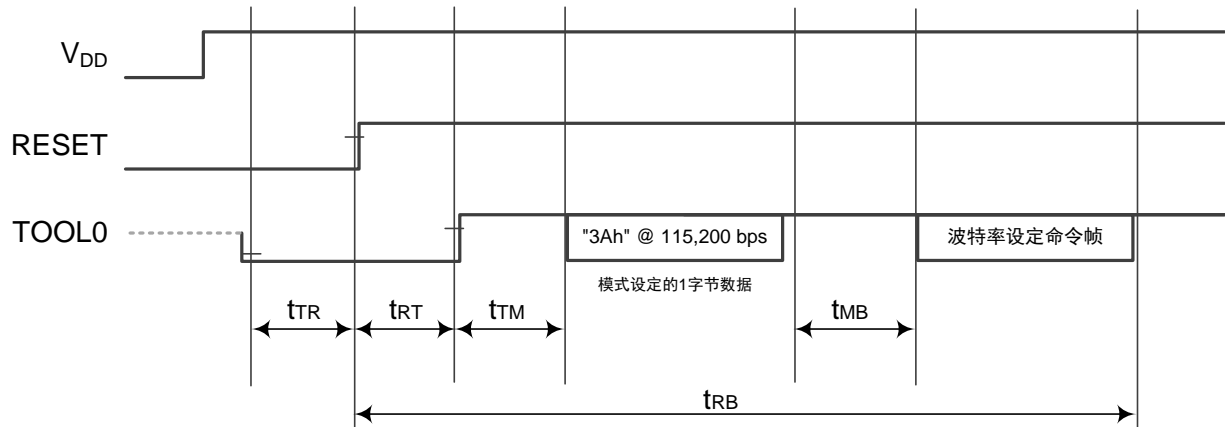 VDD
RESET
TOOL0
"3Ah" @ 115,200 bps
波特率设定命令帧
模式设定的1字节数据
tTR
tRT
tTM
tMB
tRB